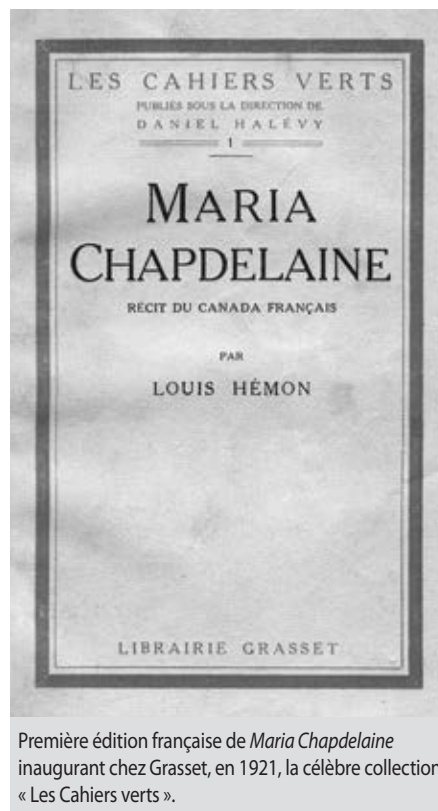 LES CAHIERS VERTS
PUBLIÉS SOUS LA DIRECTION DE
DANIEL HALÉVY
1
MARIA
CHAPDELAINE
RÉCIT DU CANADA FRANÇAIS
PAR
LOUIS HÉMON
LIBRAIRIE GRASSET
Première édition française de Maria Chapdelaine
inaugurant chez Grasset, en 1921, la célèbre collection
« Les Cahiers verts ».